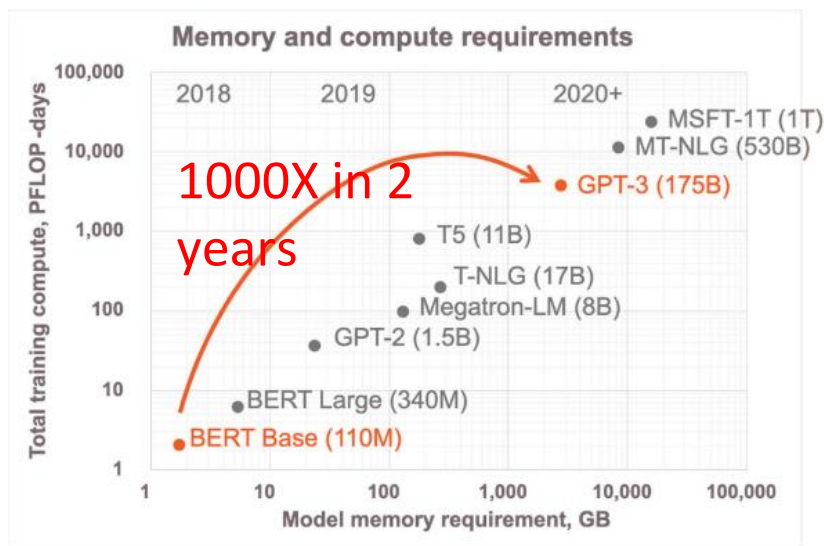 Memory and compute requirements
100,000
2018 2019 2020+
MSFT-1T (1T)
10,000
MT-NLG (530B)
1000X in 2
years
GPT-3 (175B)
1,000
T5 (11B)
T-NLG (17B)
100
Megatron-LM (8B)
GPT-2 (1.5B)
10
BERT Large (340M)
BERT Base (110M)
1
Total training compute, PFLOP-days
1 10 100 1,000 10,000 100,000
Model memory requirement, GB